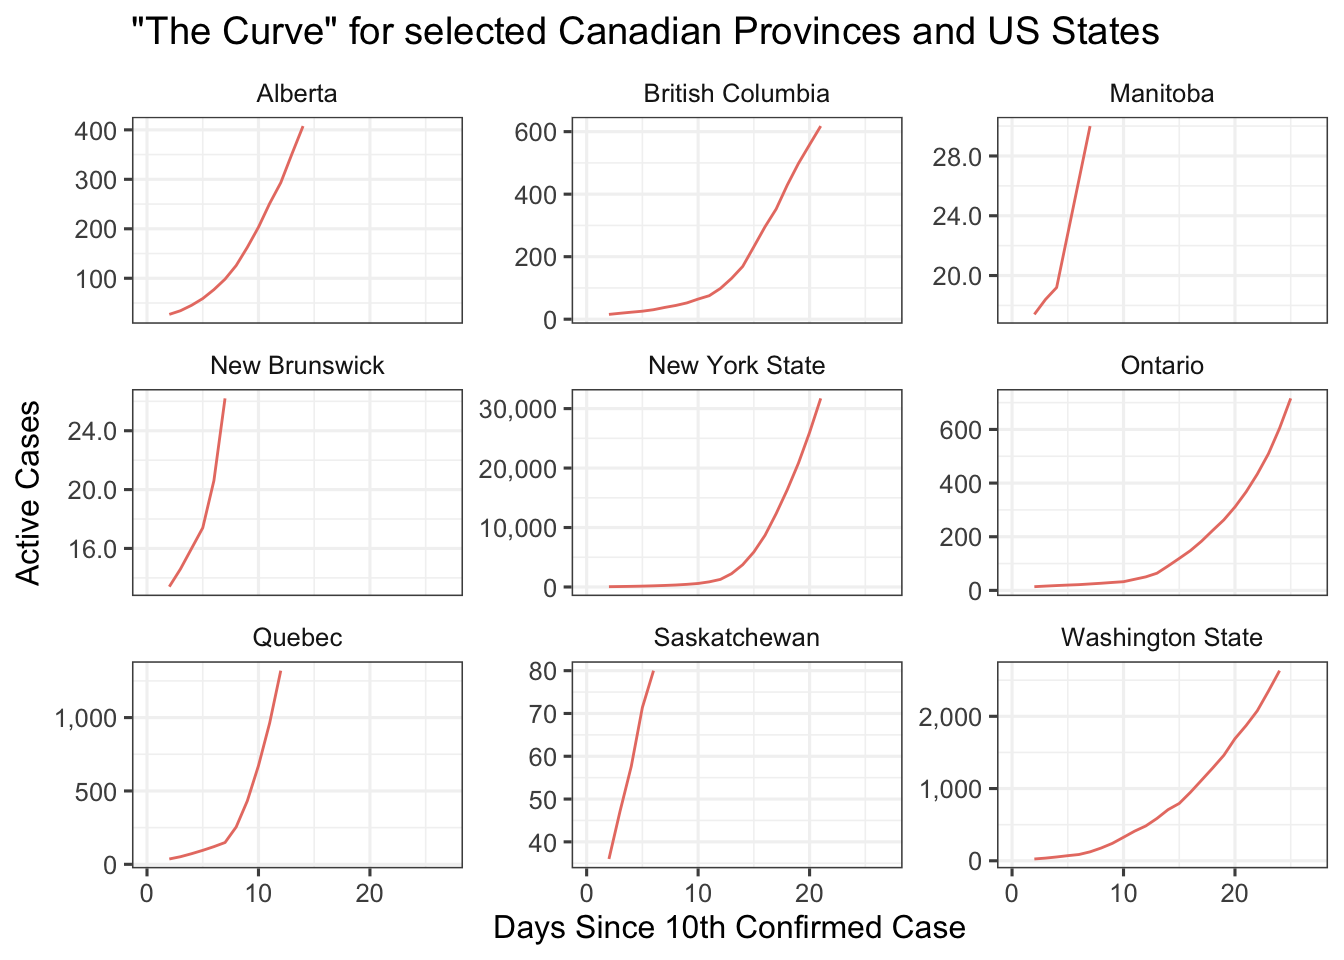 "The Curve" for selected Canadian Provinces and US States
Alberta
British Columbia
Manitoba
400
300
200
100
600
400
200
0
28.0
24.0
20.0
New Brunswick
New York State
Ontario
Active Cases
24.0
20.0
16.0
30,000
20,000
10,000
0
600
400
200
0
Quebec
Saskatchewan
Washington State
1,000
500
0
80
70
60
50
40
2,000
1,000
0
0 10 20
0 10 20
0 10 20
Days Since 10th Confirmed Case